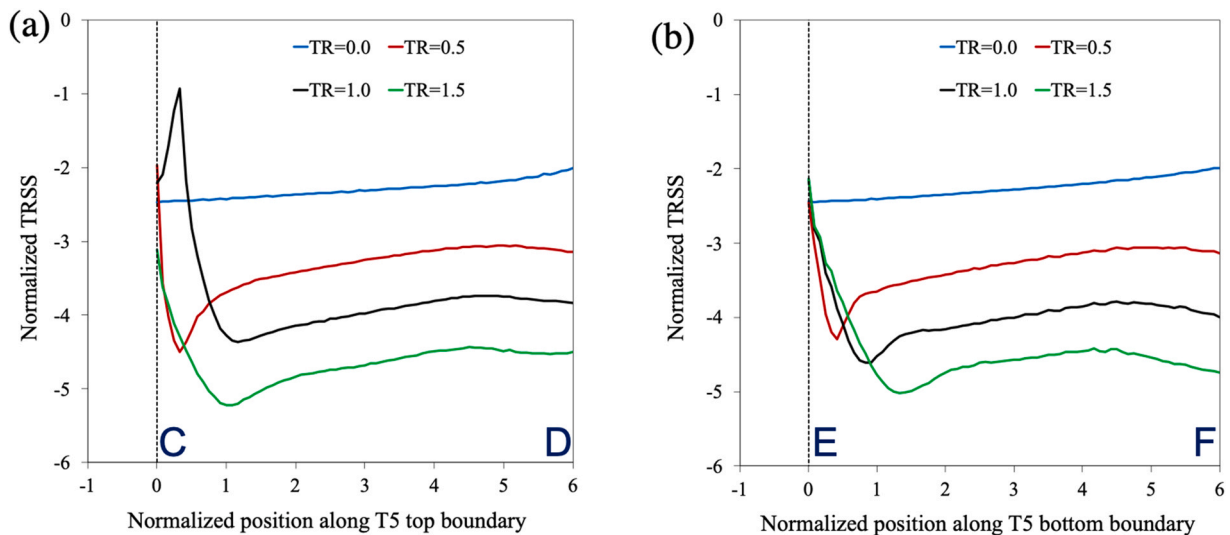 (a)
TR=0.0 TR=0.5
TR=1.0 TR=1.5
0
-1
-2
-3
-4
-5
-6
Normalized TRSS
C D
-1 0 1 2 3 4 5 6
Normalized position along T5 top boundary
(b)
TR=0.0 TR=0.5
TR=1.0 TR=1.5
0
-1
-2
-3
-4
-5
-6
Normalized TRSS
E F
-1 0 1 2 3 4 5 6
Normalized position along T5 bottom boundary